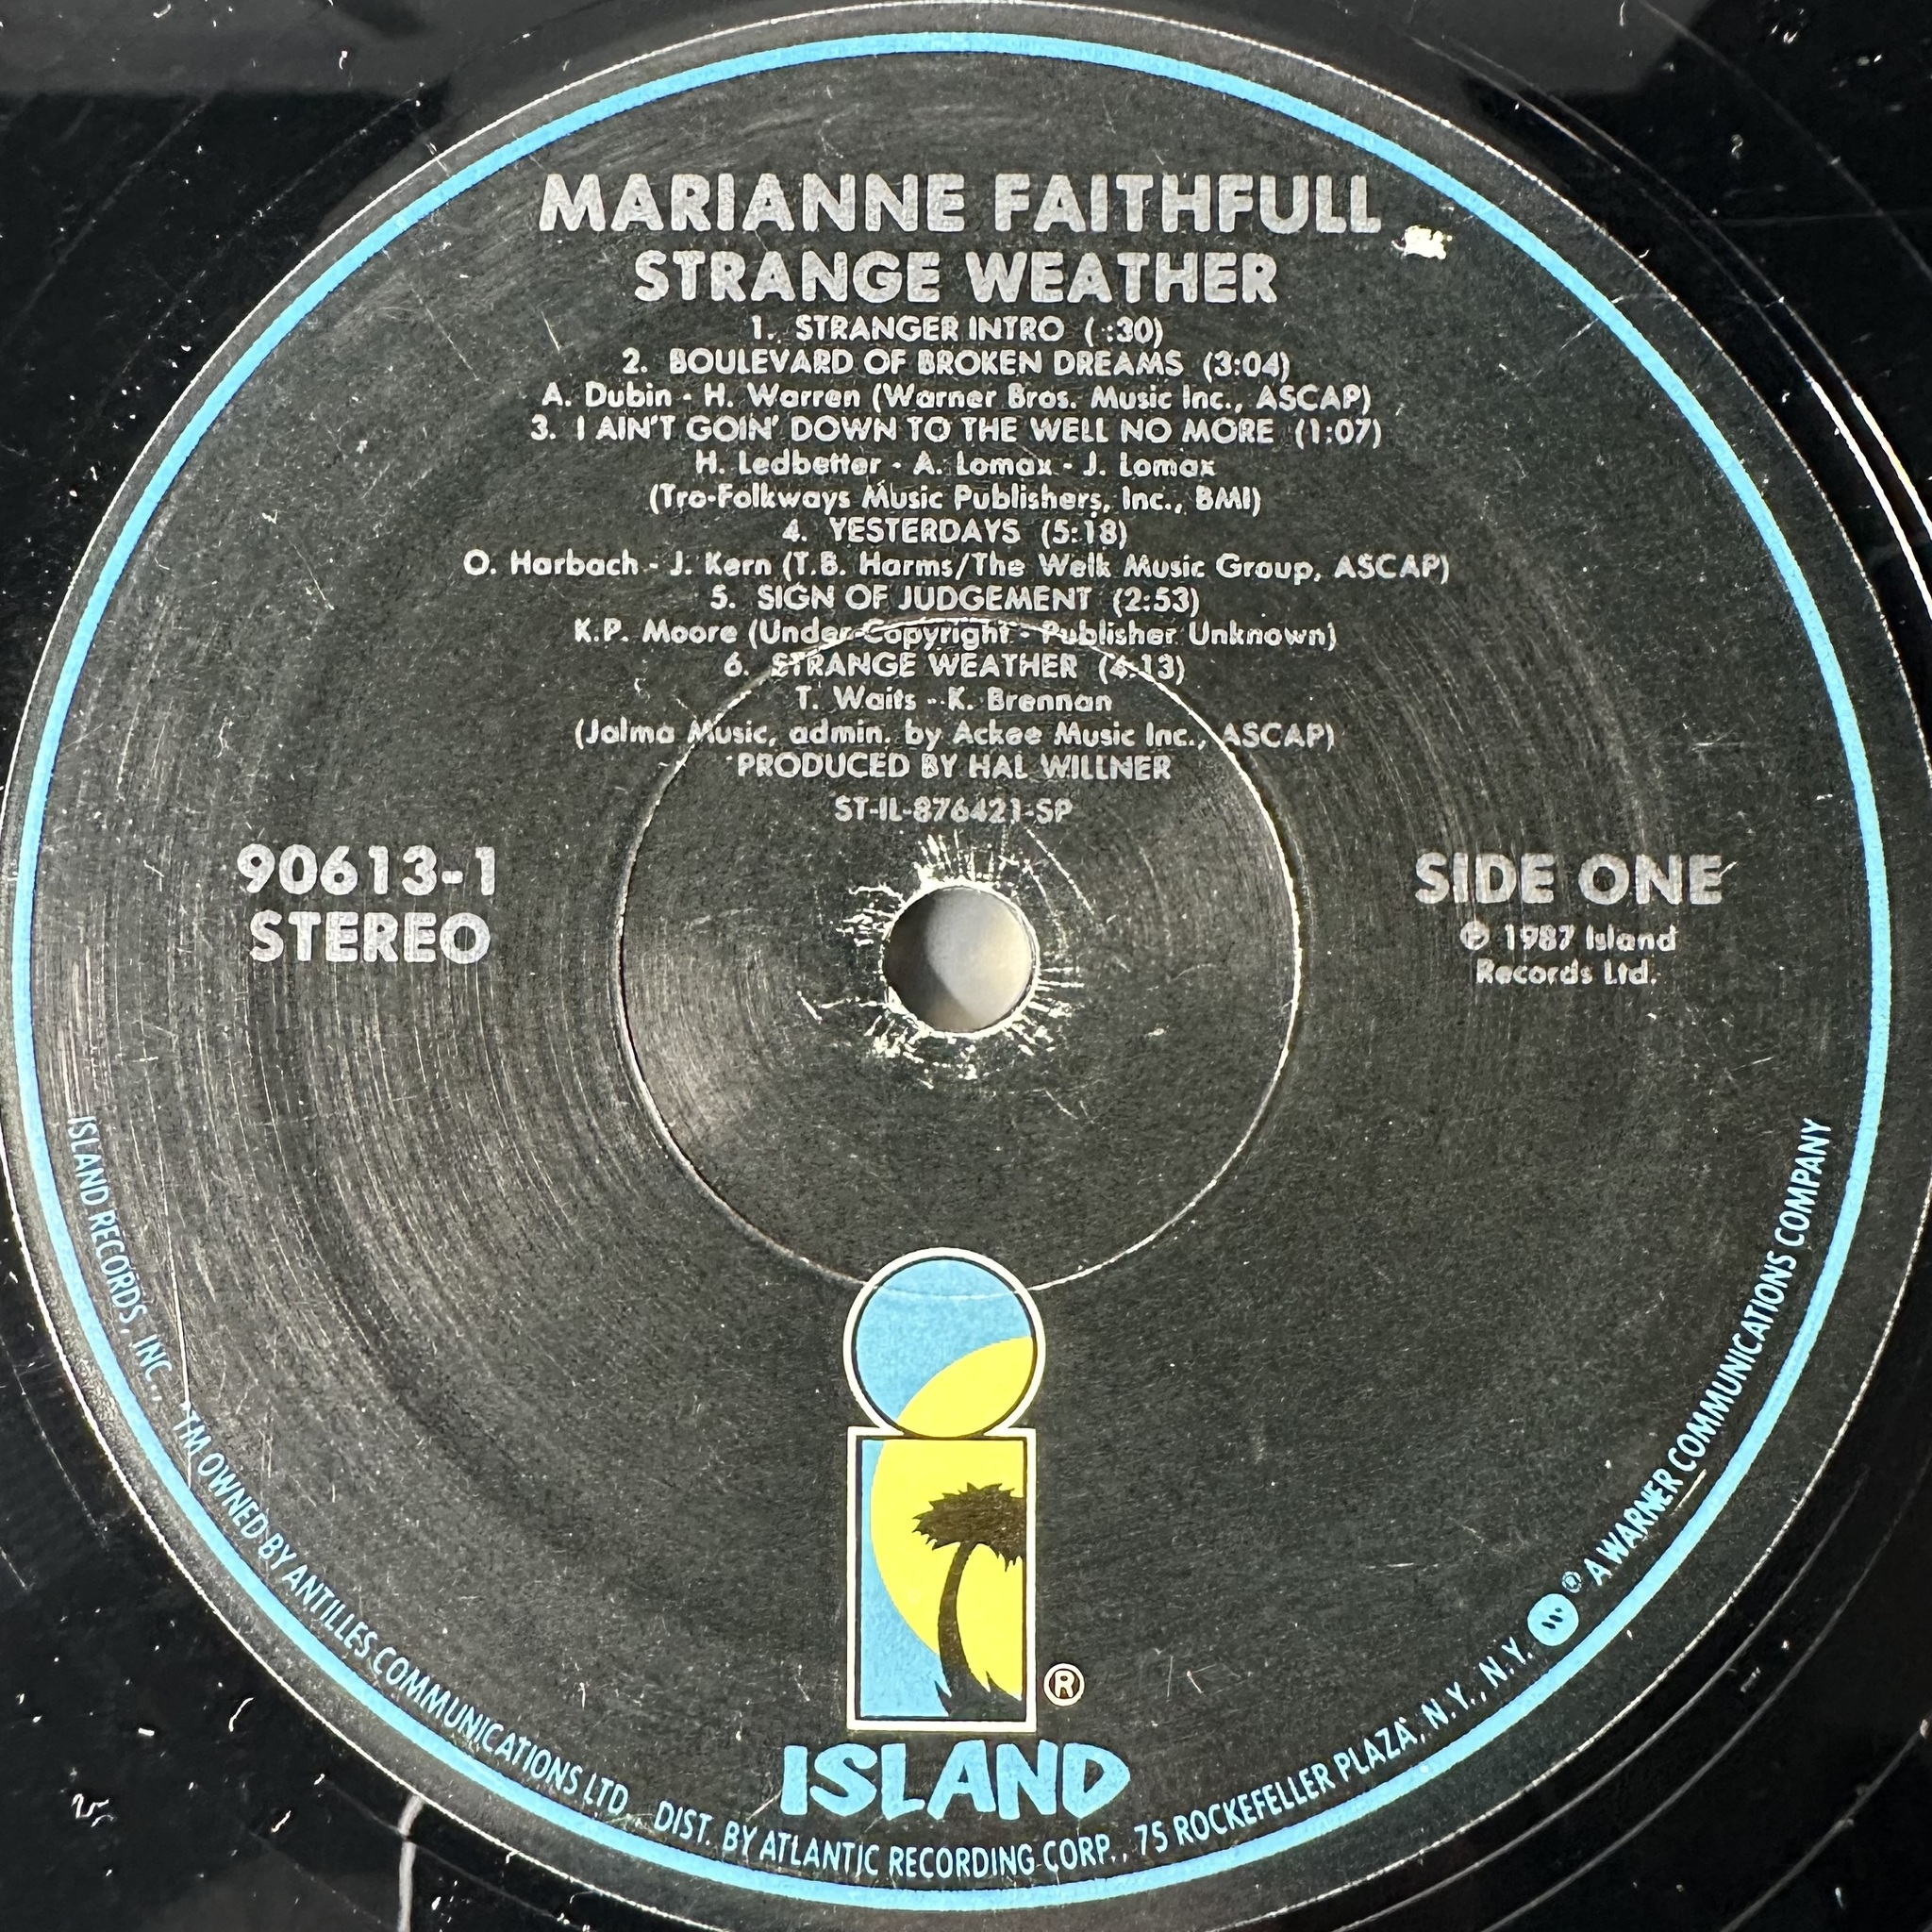 MARIANNE FAITHFULL
STRANGE WEATHER
1. STRANGER INTRO ( :30)
2. BOULEVARD OF BROKEN DREAMS (3:04)
A. Dubin - H. Warren (Warner Bros. Music Inc., ASCAP)
3. I AIN'T GOIN' DOWN TO THE WELL NO MORE (1:07)
H. Ledbetter - A. Lomax - J. Lomax
(Tro-Folkways Music Publishers, Inc., BMI)
4. YESTERDAYS (5:18)
O. Harbach - J. Kern (T.B. Harms/The Welk Music Group, ASCAP)
5. SIGN OF JUDGEMENT (2:53)
K.P. Moore (Under Copyright - Publisher Unknown)
6. STRANGE WEATHER (4:13)
T. Waits - K. Brennan
(Jalma Music, admin. by Ackee Music Inc., ASCAP)
PRODUCED BY HAL WILLNER
ST-IL-876421-SP
90613-1
STEREO
SIDE ONE
℗ 1987 Island
Records Ltd.
®
ISLAND
ISLAND RECORDS, INC., TM OWNED BY ANTILLES COMMUNICATIONS LTD. DIST. BY ATLANTIC RECORDING CORP., 75 ROCKEFELLER PLAZA, N.Y., N.Y. ® A WARNER COMMUNICATIONS COMPANY